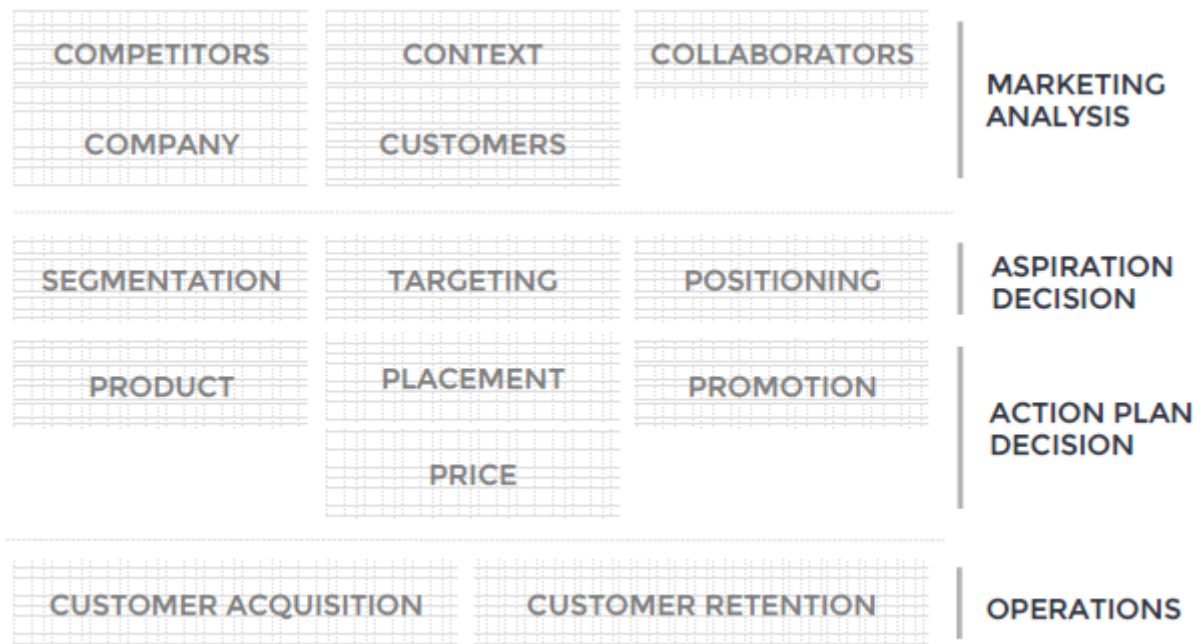 COMPETITORS
CONTEXT
COLLABORATORS
COMPANY
CUSTOMERS
MARKETING
ANALYSIS
SEGMENTATION
TARGETING
POSITIONING
ASPIRATION
DECISION
PRODUCT
PLACEMENT
PROMOTION
PRICE
ACTION PLAN
DECISION
CUSTOMER ACQUISITION
CUSTOMER RETENTION
OPERATIONS